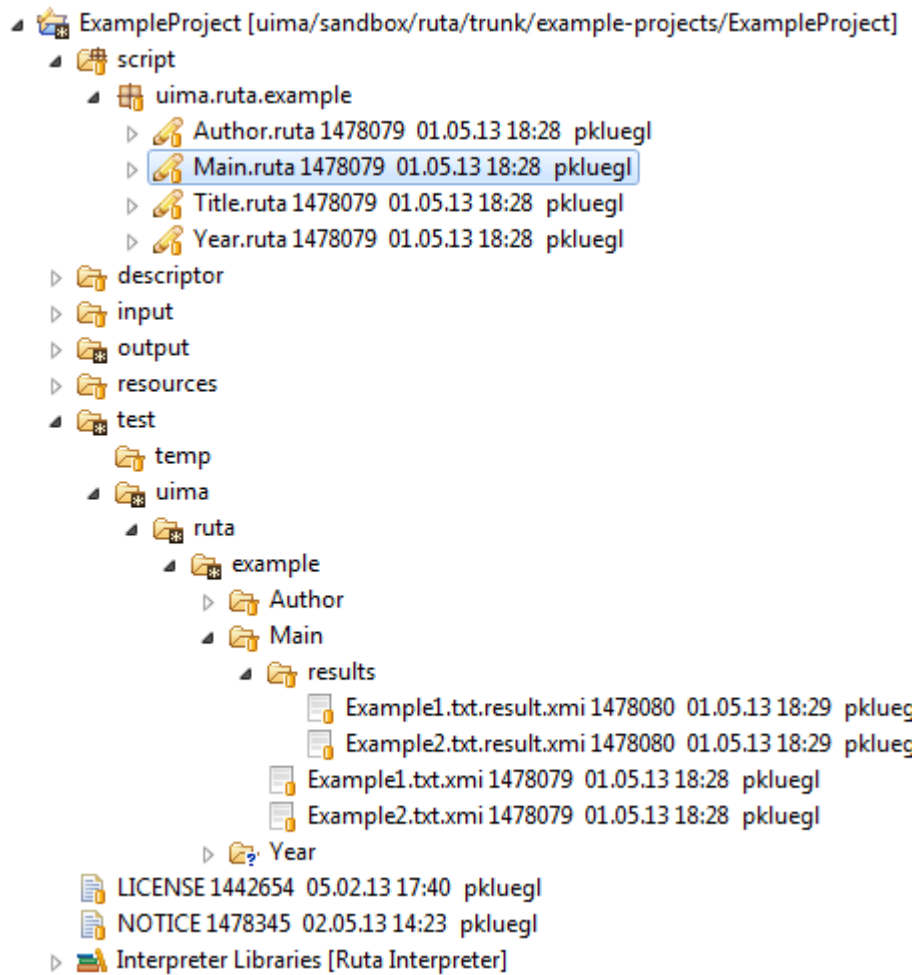 ExampleProject [uima/sandbox/ruta/trunk/example-projects/ExampleProject]
script
uima.ruta.example
Author.ruta 1478079 01.05.13 18:28 pkluegl
Main.ruta 1478079 01.05.13 18:28 pkluegl
Title.ruta 1478079 01.05.13 18:28 pkluegl
Year.ruta 1478079 01.05.13 18:28 pkluegl
descriptor
input
output
resources
test
temp
uima
ruta
example
Author
Main
results
Example1.txt.result.xmi 1478080 01.05.13 18:29 pklueg
Example2.txt.result.xmi 1478080 01.05.13 18:29 pklueg
Example1.txt.xmi 1478079 01.05.13 18:28 pkluegl
Example2.txt.xmi 1478079 01.05.13 18:28 pkluegl
Year
LICENSE 1442654 05.02.13 17:40 pkluegl
NOTICE 1478345 02.05.13 14:23 pkluegl
Interpreter Libraries [Ruta Interpreter]